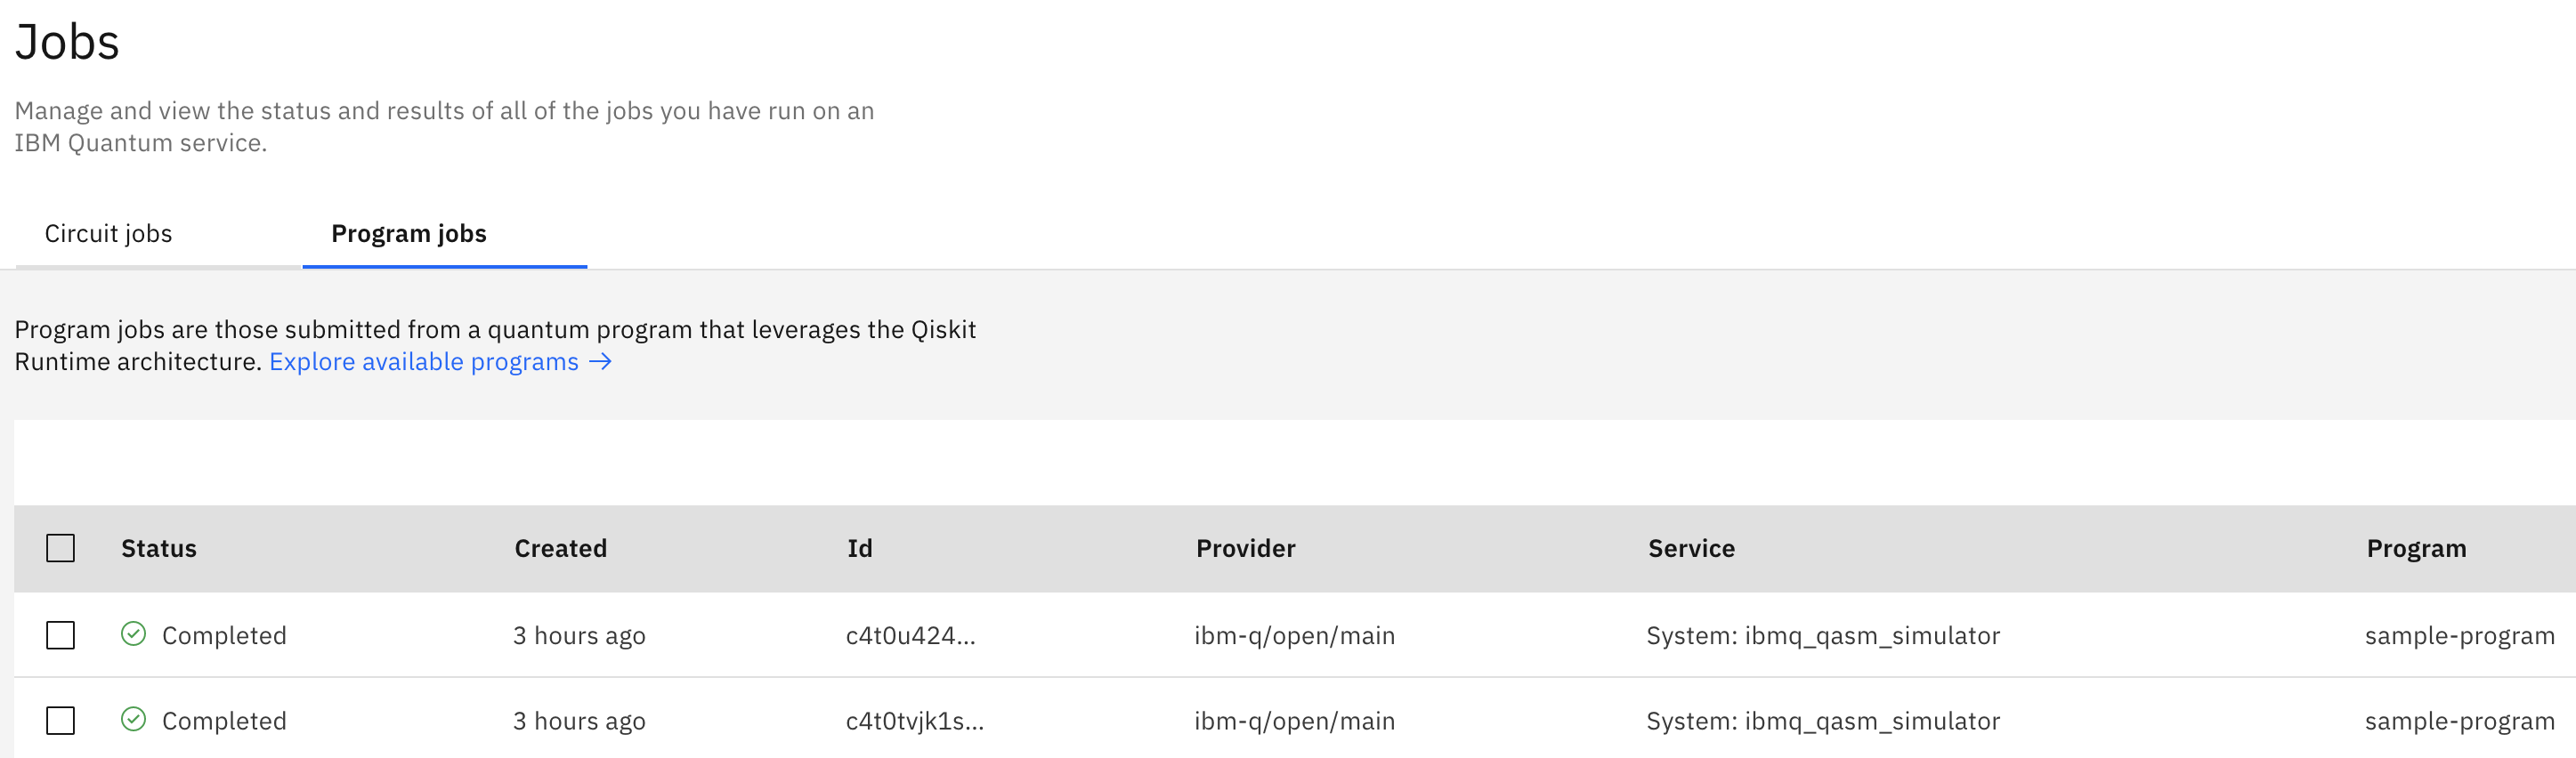 Jobs
Manage and view the status and results of all of the jobs you have run on an
IBM Quantum service.
Circuit jobs Program jobs
Program jobs are those submitted from a quantum program that leverages the Qiskit
Runtime architecture. Explore available programs →
Status Created Id Provider Service Program
Completed 3 hours ago c4t0u424... ibm-q/open/main System: ibmq_qasm_simulator sample-program
Completed 3 hours ago c4t0tvjk1s... ibm-q/open/main System: ibmq_qasm_simulator sample-program